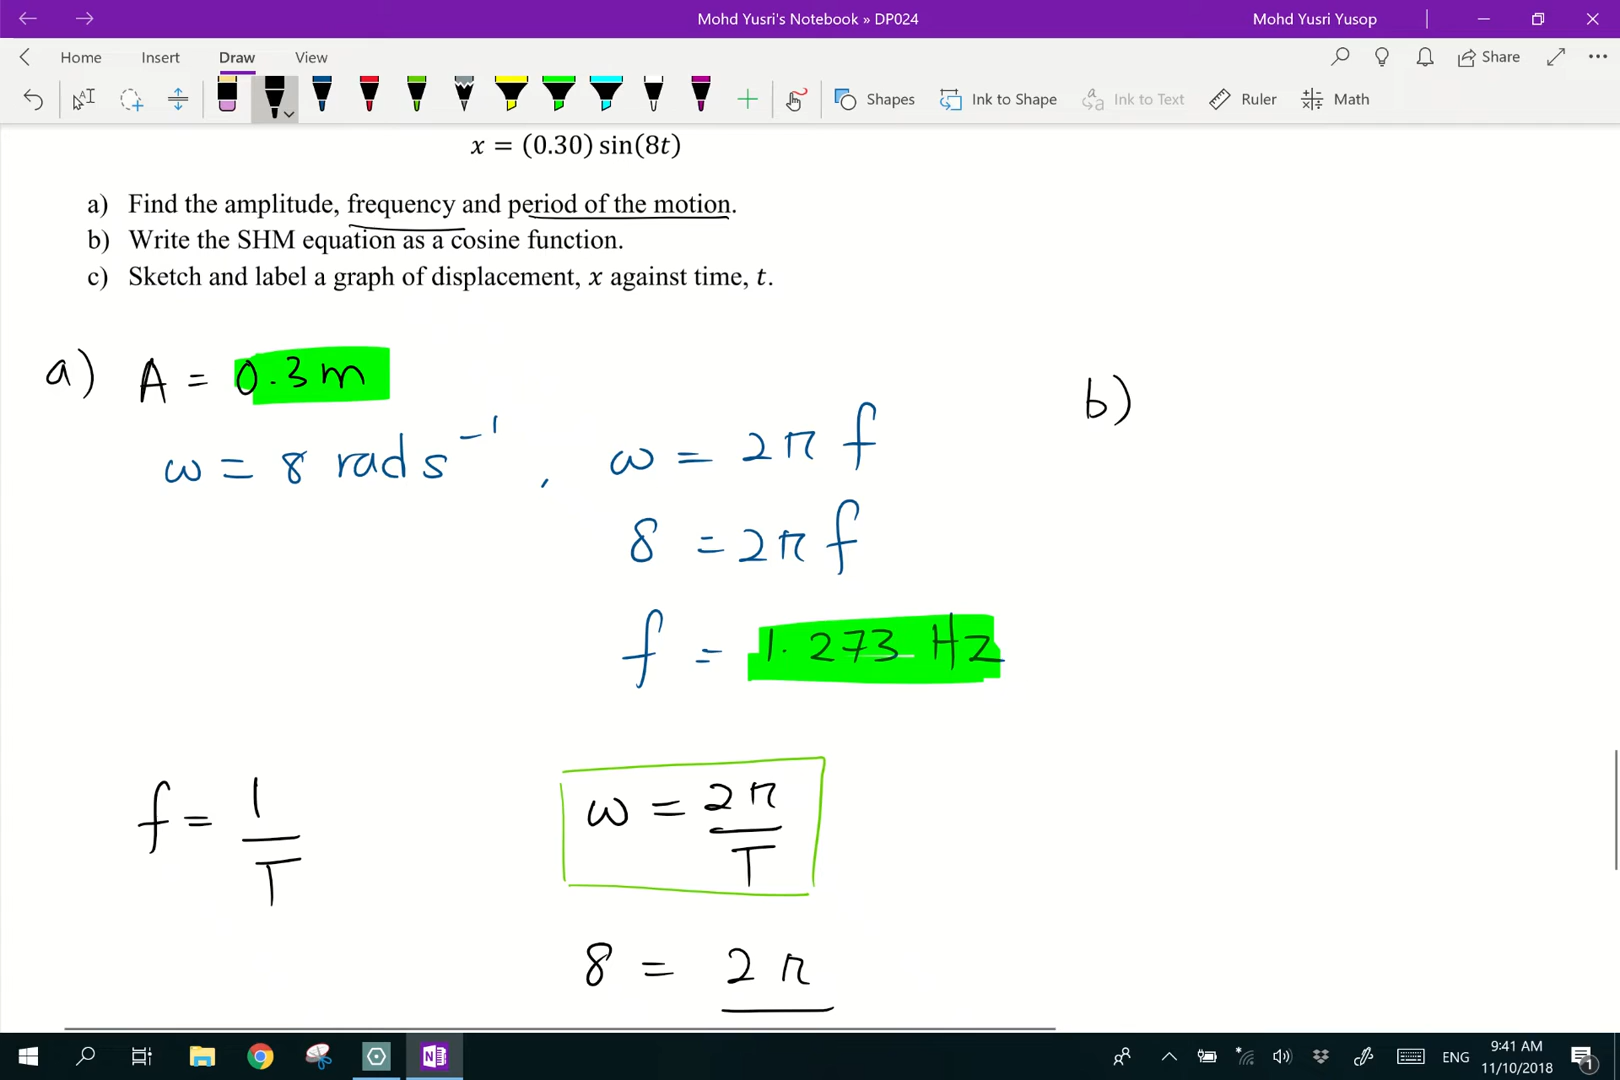 Mohd Yusri's Notebook » DP024
Mohd Yusri Yusop
Home Insert Draw View
Share
Shapes Ink to Shape Ink to Text Ruler Math
x = (0.30) sin(8t)
a) Find the amplitude, frequency and period of the motion.
b) Write the SHM equation as a cosine function.
c) Sketch and label a graph of displacement, x against time, t.
a) A = 0.3 m
b)
ω = 8 rad s⁻¹ , ω = 2π f
8 = 2π f
f = 1.273 Hz
f = 1/T
ω = 2π/T
8 = 2π
ENG
9:41 AM
11/10/2018
1